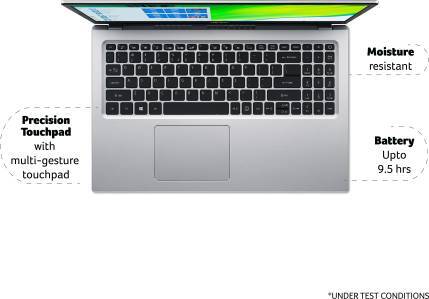 Moisture
resistant
Precision
Touchpad
with
multi-gesture
touchpad
Battery
Upto
9.5 hrs
*UNDER TEST CONDITIONS